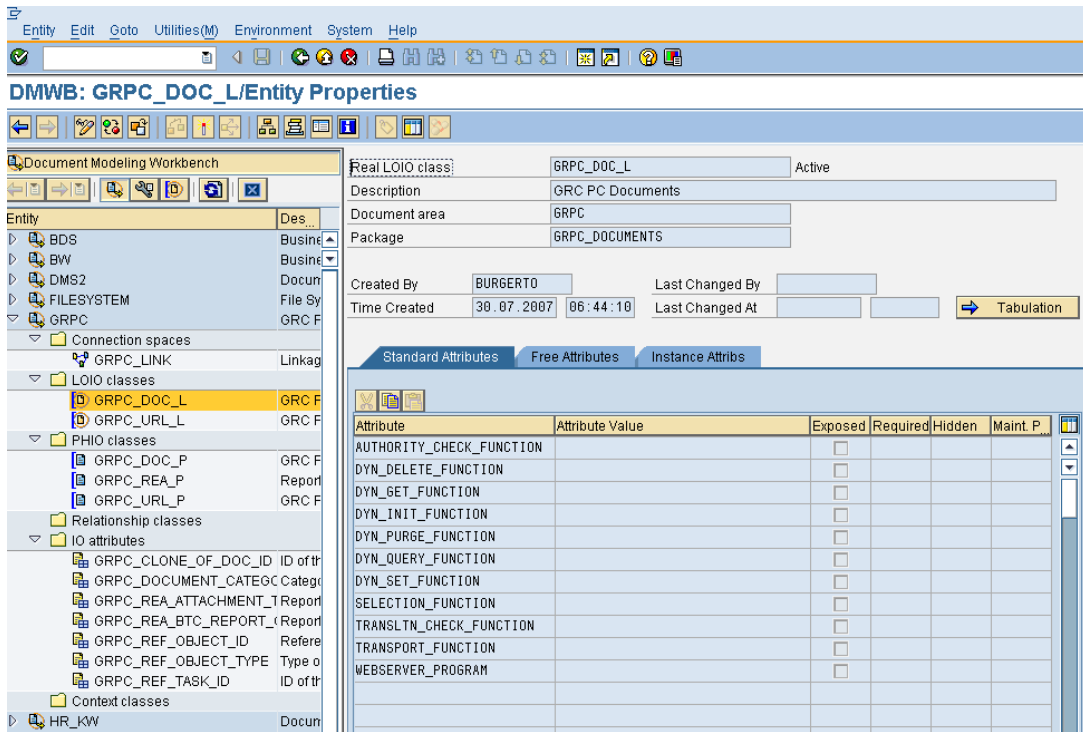 Entity Edit Goto Utilities(M) Environment System Help
DMWB: GRPC_DOC_L/Entity Properties
Document Modeling Workbench
Entity Des...
BDS Busine
BW Busine
DMS2 Docum
FILESYSTEM File Sy
GRPC GRC F
Connection spaces
GRPC_LINK Linkag
LOIO classes
GRPC_DOC_L GRC F
GRPC_URL_L GRC F
PHIO classes
GRPC_DOC_P GRC F
GRPC_REA_P Report
GRPC_URL_P GRC F
Relationship classes
IO attributes
GRPC_CLONE_OF_DOC_ID ID of th
GRPC_DOCUMENT_CATEGO Catego
GRPC_REA_ATTACHMENT_T Report
GRPC_REA_BTC_REPORT_ Report
GRPC_REF_OBJECT_ID Refere
GRPC_REF_OBJECT_TYPE Type o
GRPC_REF_TASK_ID ID of th
Context classes
HR_KW Docum
Real LOIO class GRPC_DOC_L Active
Description GRC PC Documents
Document area GRPC
Package GRPC_DOCUMENTS
Created By BURGERTO Last Changed By
Time Created 30.07.2007 06:44:10 Last Changed At Tabulation
Standard Attributes Free Attributes Instance Attribs
Attribute Attribute Value Exposed Required Hidden Maint. P...
AUTHORITY_CHECK_FUNCTION
DYN_DELETE_FUNCTION
DYN_GET_FUNCTION
DYN_INIT_FUNCTION
DYN_PURGE_FUNCTION
DYN_QUERY_FUNCTION
DYN_SET_FUNCTION
SELECTION_FUNCTION
TRANSLTN_CHECK_FUNCTION
TRANSPORT_FUNCTION
WEBSERVER_PROGRAM